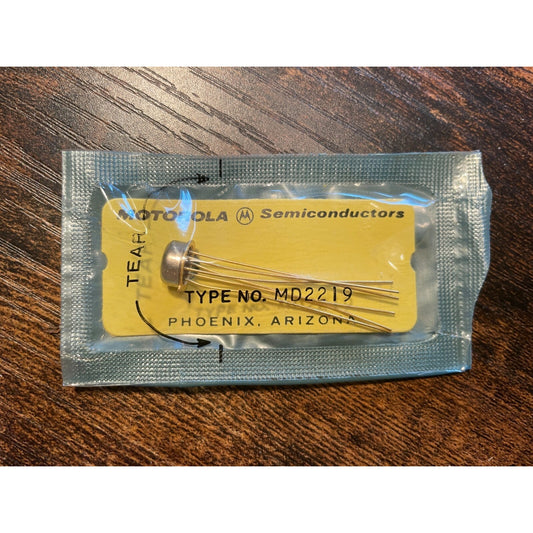 MOTOROLA Semiconductors
TEAR
TYPE NO. MD2219
PHOENIX, ARIZONA